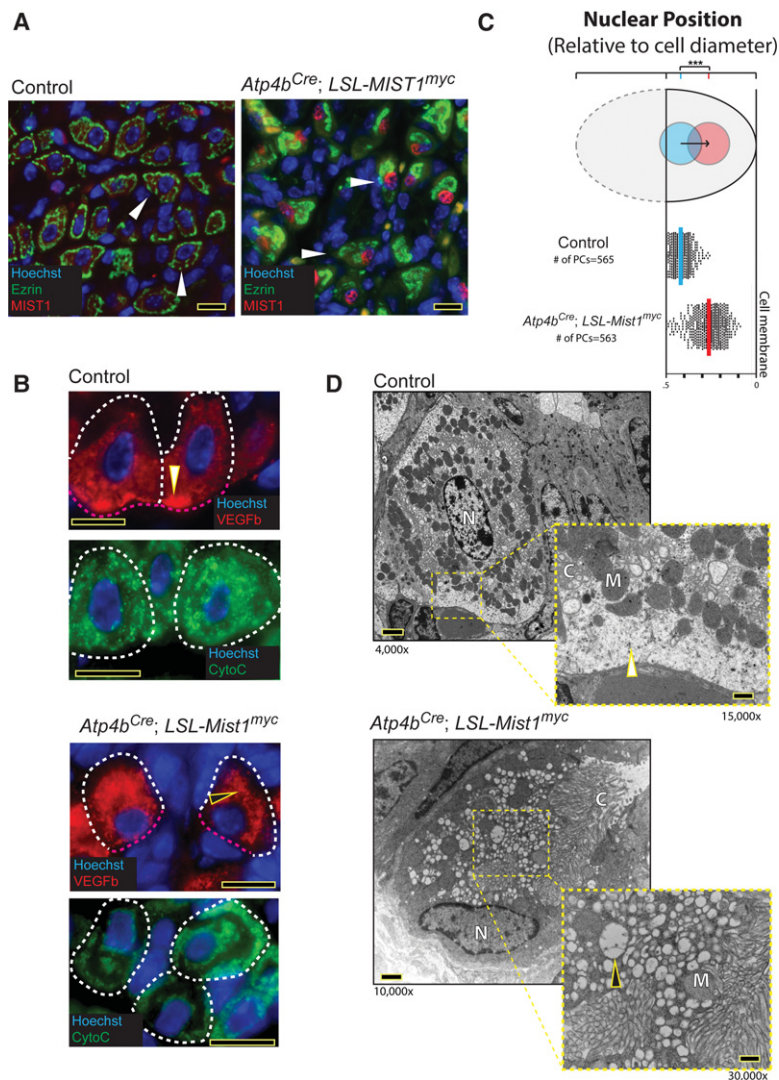 A
Control
Atp4bCre; LSL-MIST1myc
Hoechst
Ezrin
MIST1
Hoechst
Ezrin
MIST1
B
Control
Hoechst
VEGFb
Hoechst
CytoC
Atp4bCre; LSL-Mist1myc
Hoechst
VEGFb
Hoechst
CytoC
C
Nuclear Position
(Relative to cell diameter)
***
.5
0
Control
# of PCs=565
Atp4bCre; LSL-Mist1myc
# of PCs=563
Cell membrane
.5
0
D
Control
N
4,000x
C
M
15,000x
Atp4bCre; LSL-Mist1myc
C
N
10,000x
M
30,000x